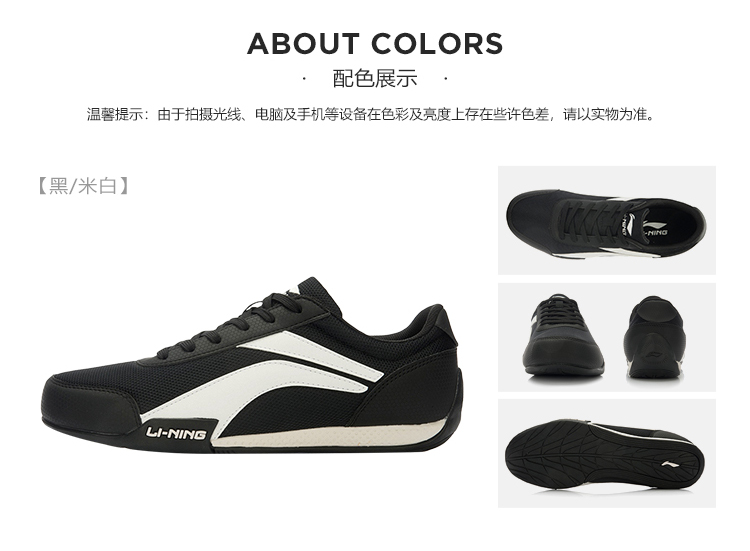 ABOUT COLORS
· 配色展示 ·
温馨提示：由于拍摄光线、电脑及手机等设备在色彩及亮度上存在些许色差，请以实物为准。
【黑/米白】
LI-NING
LI-NING
LI-NING